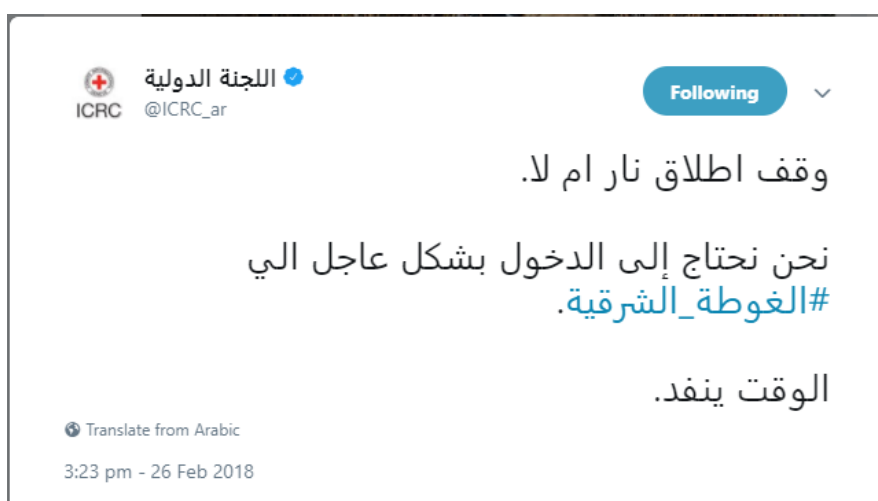 اللجنة الدولية
ICRC
@ICRC_ar
Following
وقف اطلاق نار ام لا.
نحن نحتاج إلى الدخول بشكل عاجل الي
#الغوطة_الشرقية.
الوقت ينفد.
Translate from Arabic
3:23 pm - 26 Feb 2018